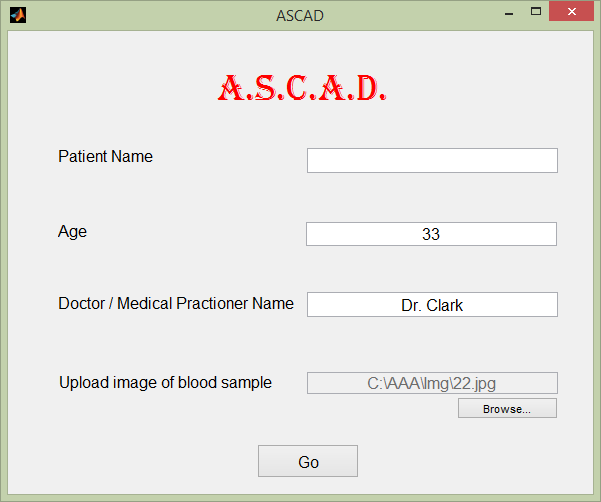 ASCAD
A.S.C.A.D.
Patient Name
Age 33
Doctor / Medical Practioner Name Dr. Clark
Upload image of blood sample C:\AAA\Img\22.jpg
Browse...
Go